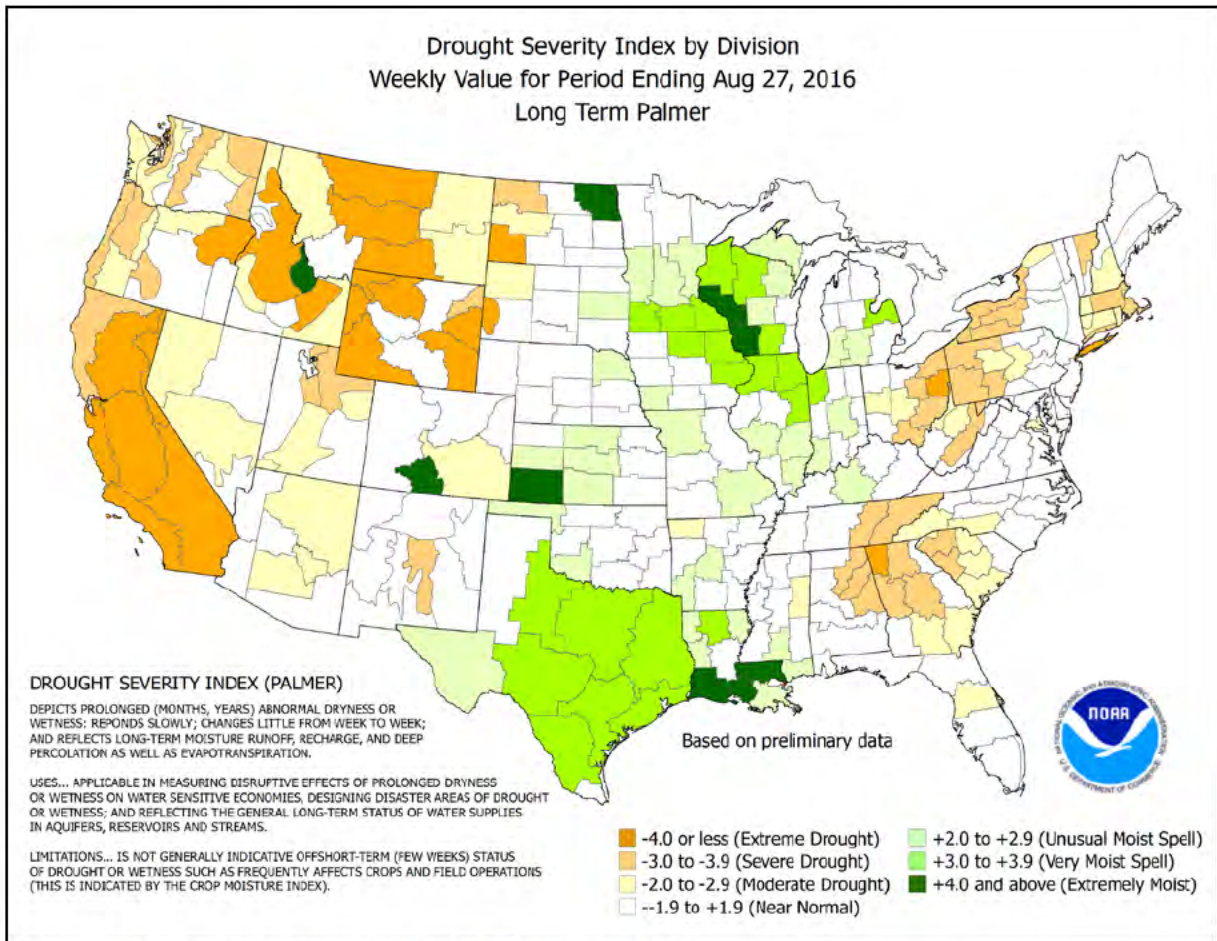 Drought Severity Index by Division
Weekly Value for Period Ending Aug 27, 2016
Long Term Palmer
DROUGHT SEVERITY INDEX (PALMER)
DEPICTS PROLONGED (MONTHS, YEARS) ABNORMAL DRYNESS OR
WETNESS: REPONDS SLOWLY; CHANGES LITTLE FROM WEEK TO WEEK;
AND REFLECTS LONG-TERM MOISTURE RUNOFF, RECHARGE, AND DEEP
PERCOLATION AS WELL AS EVAPOTRANSPIRATION.
USES... APPLICABLE IN MEASURING DISRUPTIVE EFFECTS OF PROLONGED DRYNESS
OR WETNESS ON WATER SENSITIVE ECONOMIES, DESIGNING DISASTER AREAS OF DROUGHT
OR WETNESS; AND REFLECTING THE GENERAL LONG-TERM STATUS OF WATER SUPPLIES
IN AQUIFERS, RESERVOIRS AND STREAMS.
LIMITATIONS... IS NOT GENERALLY INDICATIVE OFFSHORT-TERM (FEW WEEKS) STATUS
OF DROUGHT OR WETNESS SUCH AS FREQUENTLY AFFECTS CROPS AND FIELD OPERATIONS
(THIS IS INDICATED BY THE CROP MOISTURE INDEX).
Based on preliminary data
NATIONAL OCEANIC AND ATMOSPHERIC ADMINISTRATION
NOAA
U.S. DEPARTMENT OF COMMERCE
-4.0 or less (Extreme Drought)
-3.0 to -3.9 (Severe Drought)
-2.0 to -2.9 (Moderate Drought)
--1.9 to +1.9 (Near Normal)
+2.0 to +2.9 (Unusual Moist Spell)
+3.0 to +3.9 (Very Moist Spell)
+4.0 and above (Extremely Moist)